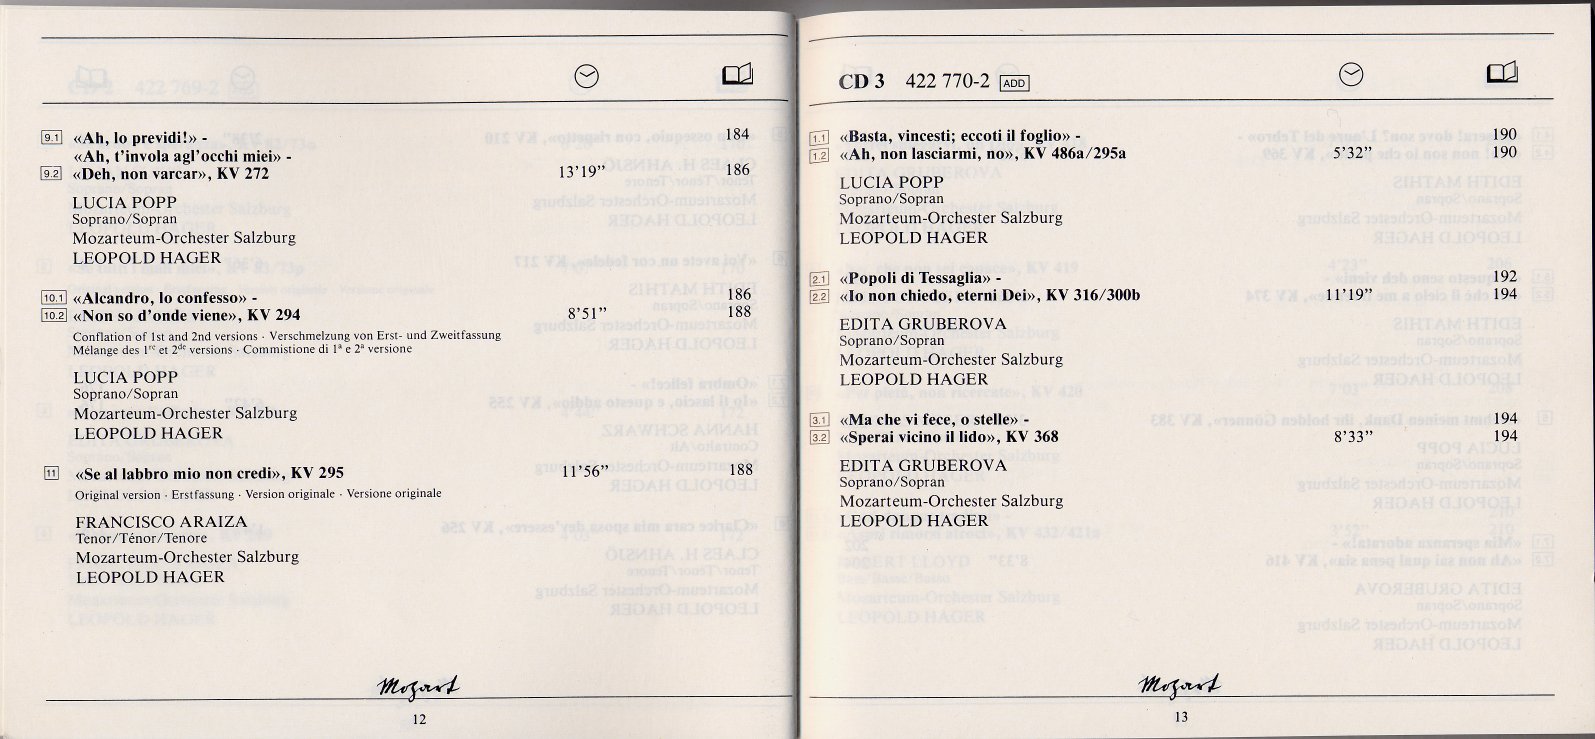 9.1 «Ah, lo previdi!» - 184
«Ah, t'invola agl'occhi miei» -
9.2 «Deh, non varcar», KV 272 13'19" 186
LUCIA POPP
Soprano/Sopran
Mozarteum-Orchester Salzburg
LEOPOLD HAGER
10.1 «Alcandro, lo confesso» - 186
10.2 «Non so d'onde viene», KV 294 8'51" 188
Conflation of 1st and 2nd versions · Verschmelzung von Erst- und Zweitfassung
Mélange des 1re et 2de versions · Commistione di 1a e 2a versione
LUCIA POPP
Soprano/Sopran
Mozarteum-Orchester Salzburg
LEOPOLD HAGER
11 «Se al labbro mio non credi», KV 295 11'56" 188
Original version · Erstfassung · Version originale · Versione originale
FRANCISCO ARAIZA
Tenor/Ténor/Tenore
Mozarteum-Orchester Salzburg
LEOPOLD HAGER
Mozart
12
CD 3 422 770-2 ADD
1.1 «Basta, vincesti; eccoti il foglio» - 190
1.2 «Ah, non lasciarmi, no», KV 486a/295a 5'32" 190
LUCIA POPP
Soprano/Sopran
Mozarteum-Orchester Salzburg
LEOPOLD HAGER
2.1 «Popoli di Tessaglia» - 192
2.2 «Io non chiedo, eterni Dei», KV 316/300b 11'19" 194
EDITA GRUBEROVA
Soprano/Sopran
Mozarteum-Orchester Salzburg
LEOPOLD HAGER
3.1 «Ma che vi fece, o stelle» - 194
3.2 «Sperai vicino il lido», KV 368 8'33" 194
EDITA GRUBEROVA
Soprano/Sopran
Mozarteum-Orchester Salzburg
LEOPOLD HAGER
Mozart
13